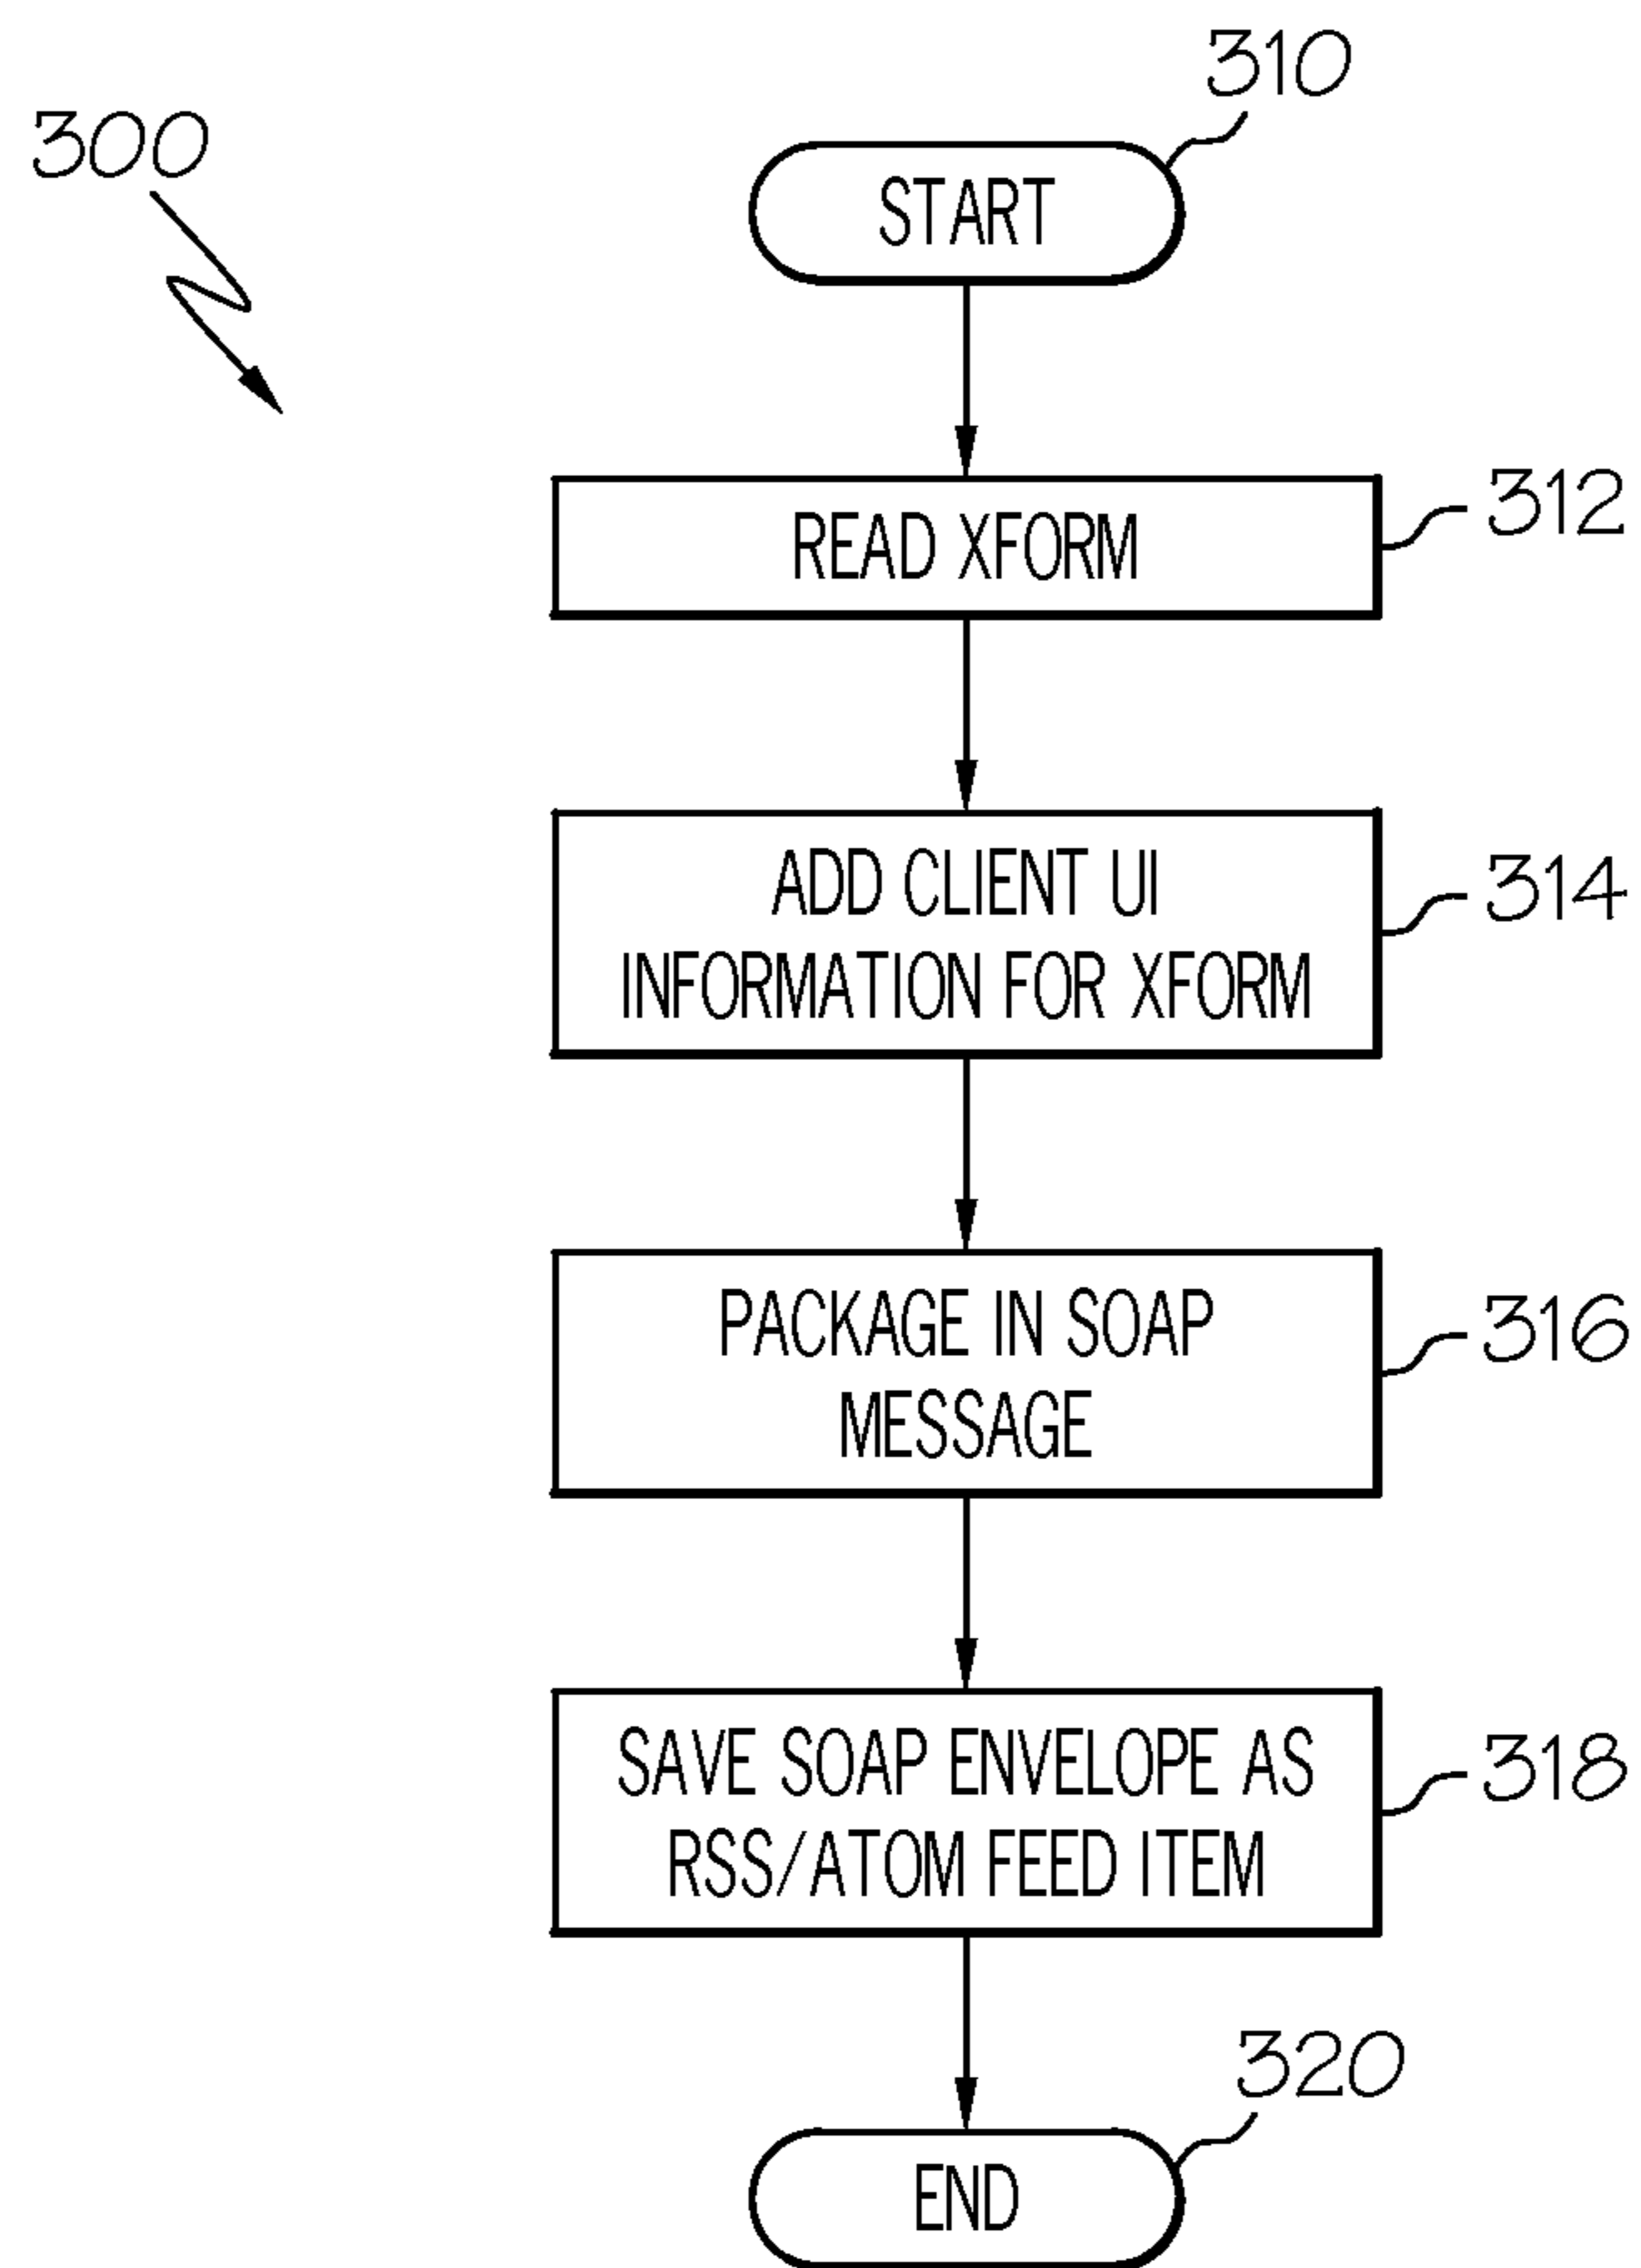 310
300
START
READ XFORM
312
ADD CLIENT UI
INFORMATION FOR XFORM
314
PACKAGE IN SOAP
MESSAGE
316
SAVE SOAP ENVELOPE AS
RSS/ATOM FEED ITEM
318
320
END